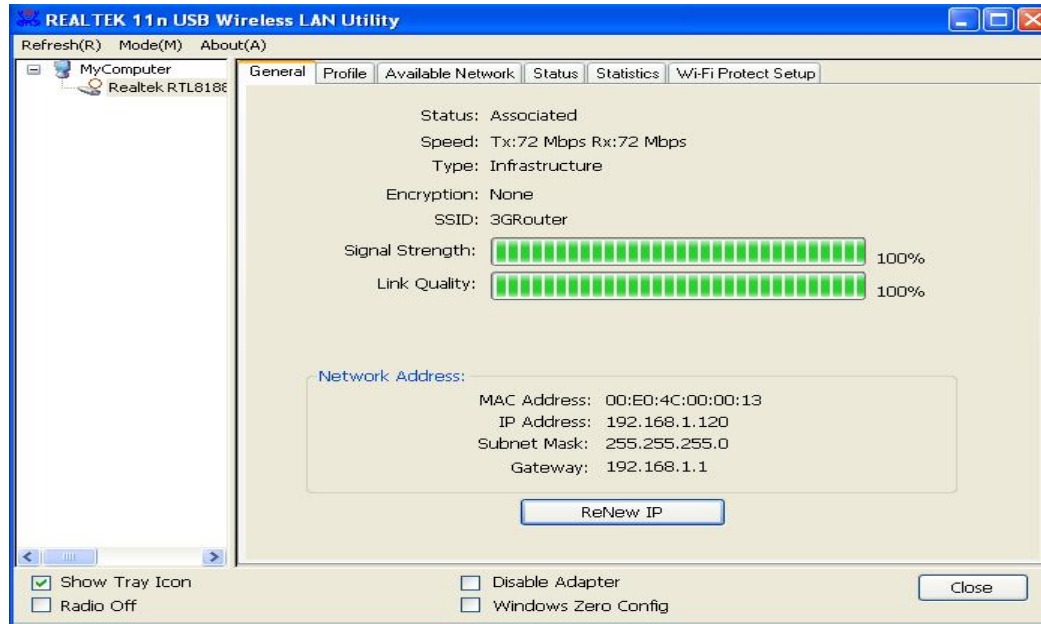 REALTEK 11n USB Wireless LAN Utility
Refresh(R) Mode(M) About(A)
MyComputer
Realtek RTL8188
General Profile Available Network Status Statistics Wi-Fi Protect Setup
Status: Associated
Speed: Tx:72 Mbps Rx:72 Mbps
Type: Infrastructure
Encryption: None
SSID: 3GRouter
Signal Strength: 100%
Link Quality: 100%
Network Address:
MAC Address: 00:E0:4C:00:00:13
IP Address: 192.168.1.120
Subnet Mask: 255.255.255.0
Gateway: 192.168.1.1
ReNew IP
Show Tray Icon
Radio Off
Disable Adapter
Windows Zero Config
Close